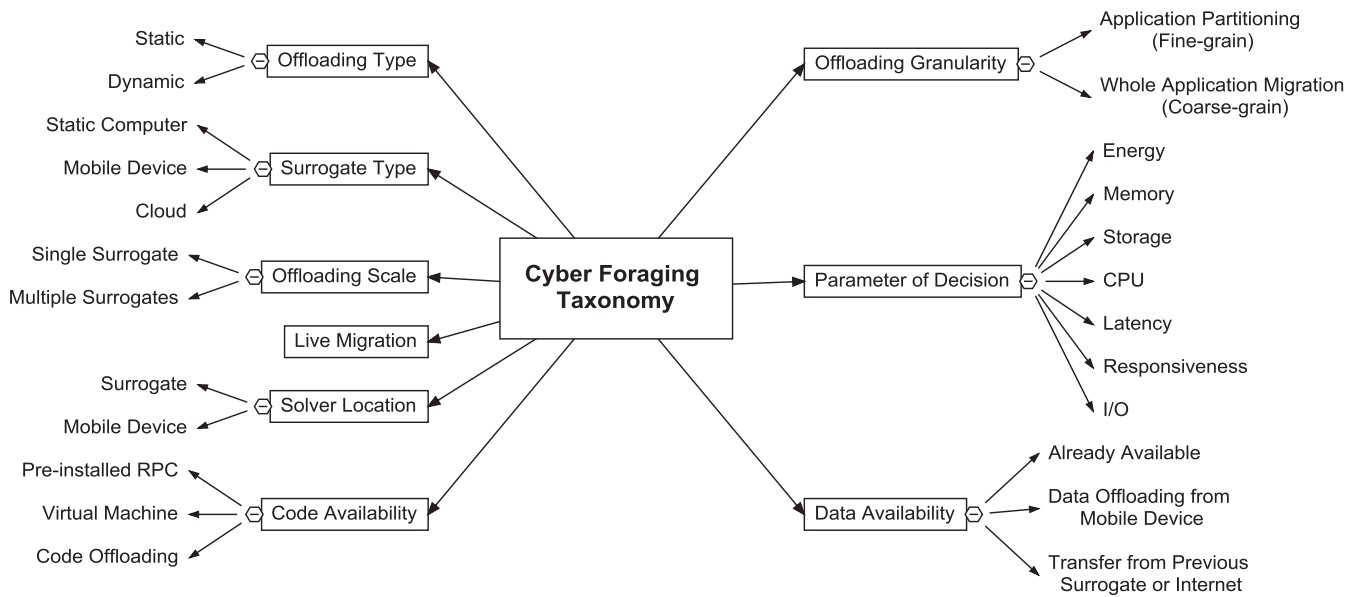 Cyber Foraging
Taxonomy
Offloading Type
Static
Dynamic
Surrogate Type
Static Computer
Mobile Device
Cloud
Offloading Scale
Single Surrogate
Multiple Surrogates
Live Migration
Solver Location
Surrogate
Mobile Device
Code Availability
Pre-installed RPC
Virtual Machine
Code Offloading
Offloading Granularity
Application Partitioning
(Fine-grain)
Whole Application Migration
(Coarse-grain)
Parameter of Decision
Energy
Memory
Storage
CPU
Latency
Responsiveness
I/O
Data Availability
Already Available
Data Offloading from
Mobile Device
Transfer from Previous
Surrogate or Internet